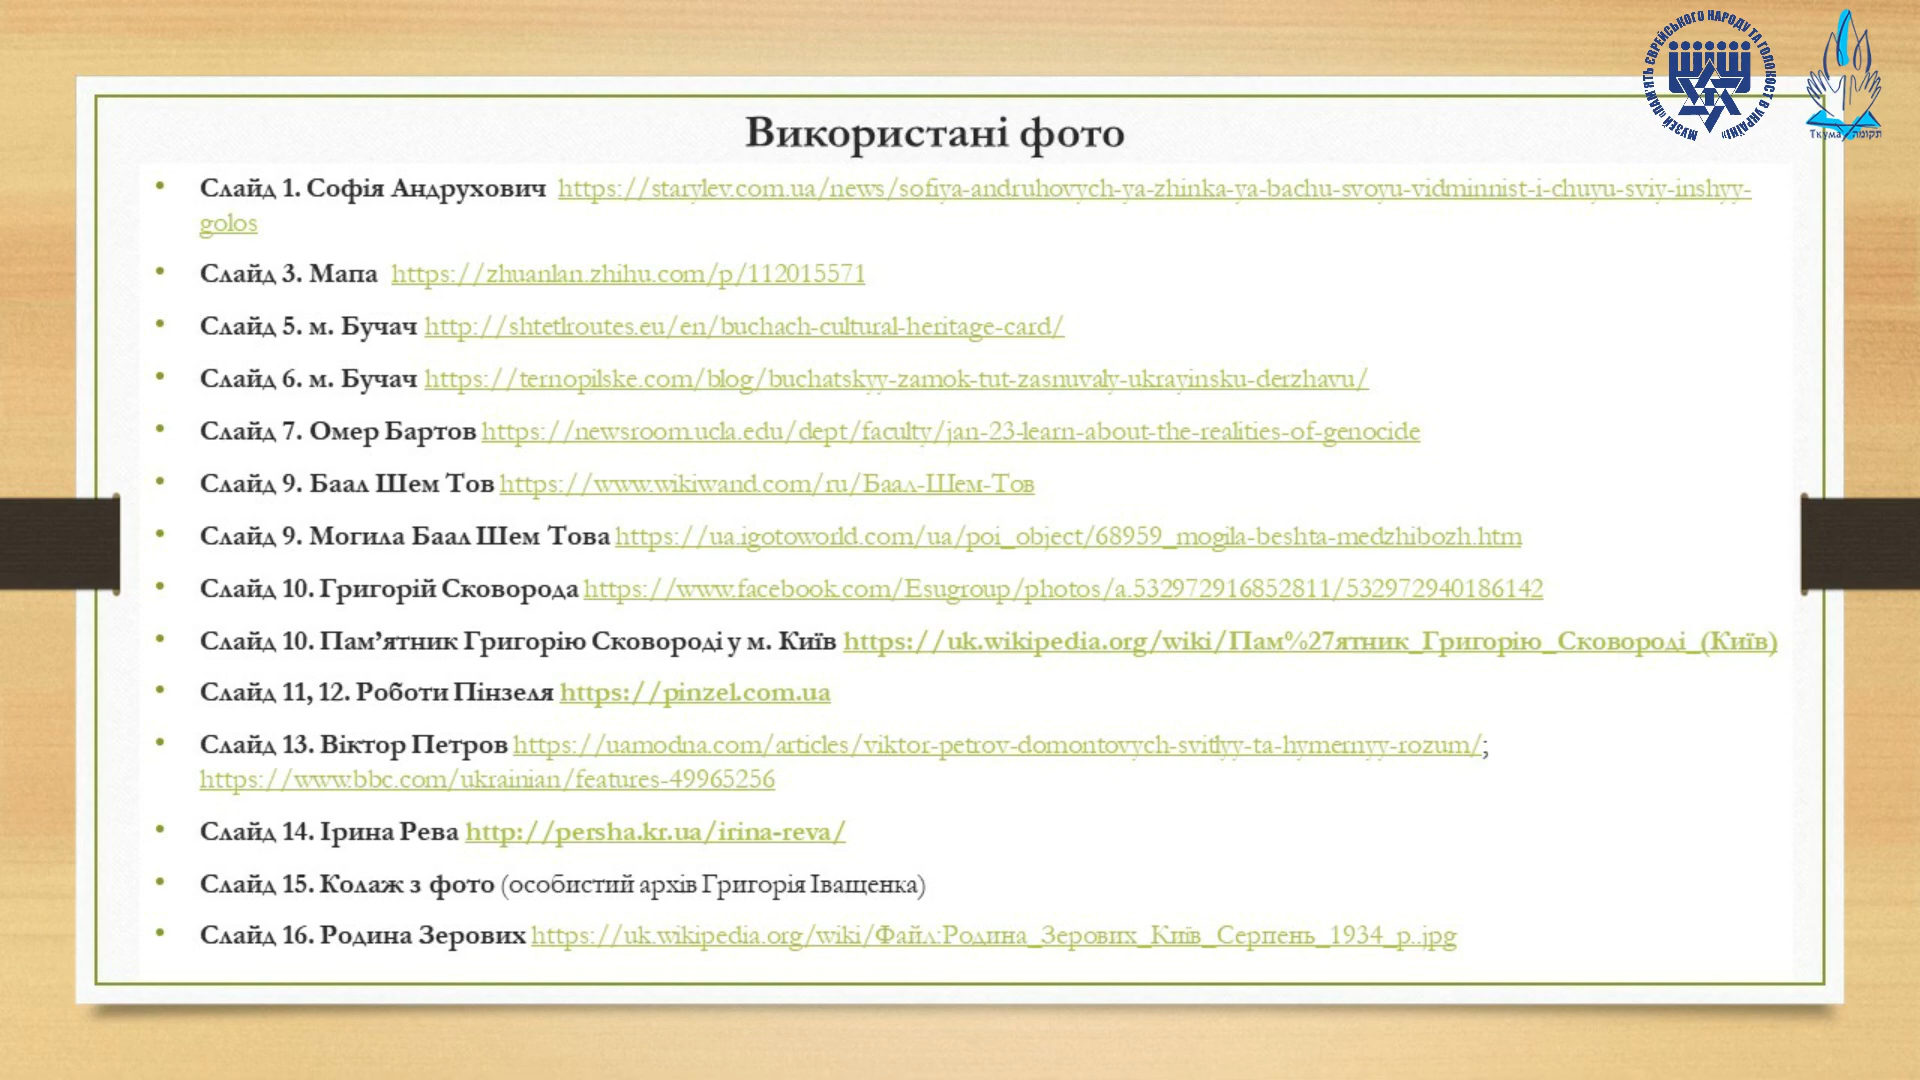 МУЗЕЙ «ПАМ'ЯТЬ ЄВРЕЙСЬКОГО НАРОДУ ТА ГОЛОКОСТ В УКРАЇНІ»
Ткума תקומה
Використані фото
• Слайд 1. Софія Андрухович https://starylev.com.ua/news/sofiya-andruhovych-ya-zhinka-ya-bachu-svoyu-vidminnist-i-chuyu-sviy-inshyy-
golos
• Слайд 3. Мапа https://zhuanlan.zhihu.com/p/112015571
• Слайд 5. м. Бучач http://shtetlroutes.eu/en/buchach-cultural-heritage-card/
• Слайд 6. м. Бучач https://ternopilske.com/blog/buchatskyy-zamok-tut-zasnuvaly-ukrayinsku-derzhavu/
• Слайд 7. Омер Бартов https://newsroom.ucla.edu/dept/faculty/jan-23-learn-about-the-realities-of-genocide
• Слайд 9. Баал Шем Тов https://www.wikiwand.com/ru/Баал-Шем-Тов
• Слайд 9. Могила Баал Шем Това https://ua.igotoworld.com/ua/poi_object/68959_mogila-beshta-medzhibozh.htm
• Слайд 10. Григорій Сковорода https://www.facebook.com/Esugroup/photos/a.532972916852811/532972940186142
• Слайд 10. Пам’ятник Григорію Сковороді у м. Київ https://uk.wikipedia.org/wiki/Пам%27ятник_Григорію_Сковороді_(Київ)
• Слайд 11, 12. Роботи Пінзеля https://pinzel.com.ua
• Слайд 13. Віктор Петров https://uamodna.com/articles/viktor-petrov-domontovych-svitlyy-ta-hymernyy-rozum/;
https://www.bbc.com/ukrainian/features-49965256
• Слайд 14. Ірина Рева http://persha.kr.ua/irina-reva/
• Слайд 15. Колаж з фото (особистий архів Григорія Іващенка)
• Слайд 16. Родина Зерових https://uk.wikipedia.org/wiki/Файл:Родина_Зерових_Київ_Серпень_1934_р..jpg